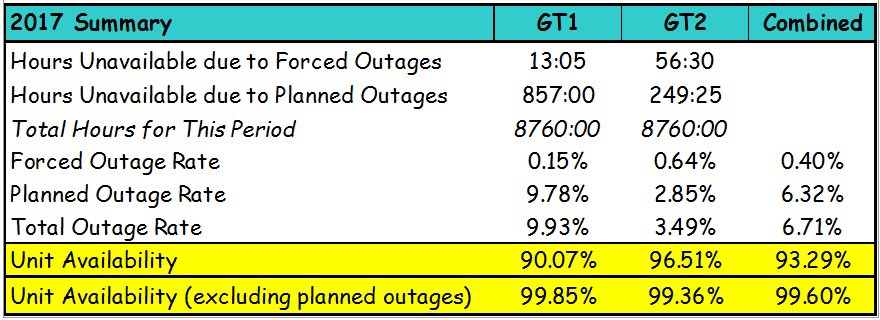 2017 Summary GT1 GT2 Combined
Hours Unavailable due to Forced Outages 13:05 56:30
Hours Unavailable due to Planned Outages 857:00 249:25
Total Hours for This Period 8760:00 8760:00
Forced Outage Rate 0.15% 0.64% 0.40%
Planned Outage Rate 9.78% 2.85% 6.32%
Total Outage Rate 9.93% 3.49% 6.71%
Unit Availability 90.07% 96.51% 93.29%
Unit Availability (excluding planned outages) 99.85% 99.36% 99.60%